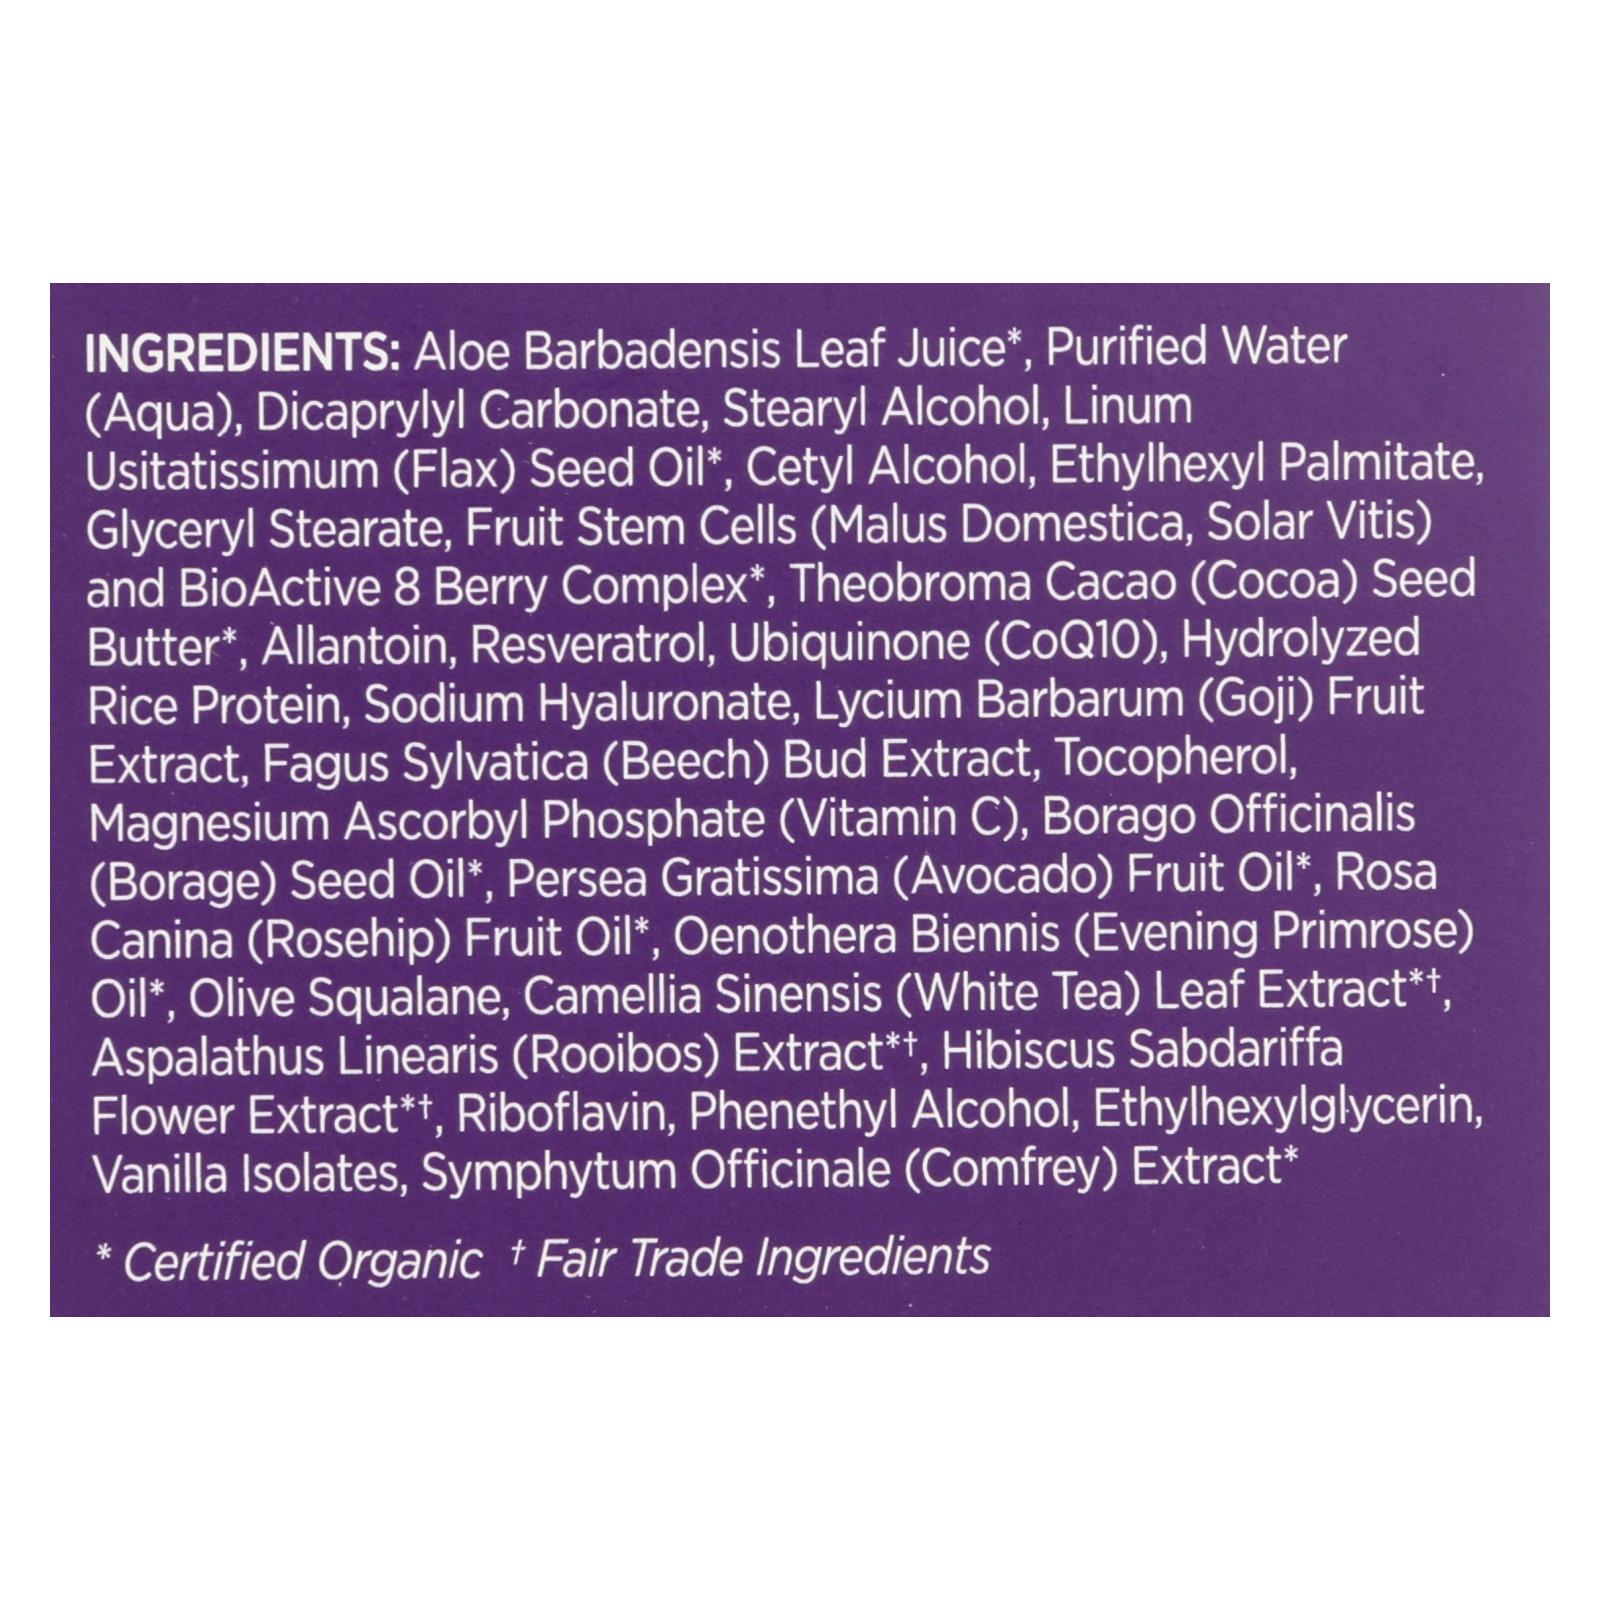 INGREDIENTS: Aloe Barbadensis Leaf Juice*, Purified Water
(Aqua), Dicaprylyl Carbonate, Stearyl Alcohol, Linum
Usitatissimum (Flax) Seed Oil*, Cetyl Alcohol, Ethylhexyl Palmitate,
Glyceryl Stearate, Fruit Stem Cells (Malus Domestica, Solar Vitis)
and BioActive 8 Berry Complex*, Theobroma Cacao (Cocoa) Seed
Butter*, Allantoin, Resveratrol, Ubiquinone (CoQ10), Hydrolyzed
Rice Protein, Sodium Hyaluronate, Lycium Barbarum (Goji) Fruit
Extract, Fagus Sylvatica (Beech) Bud Extract, Tocopherol,
Magnesium Ascorbyl Phosphate (Vitamin C), Borago Officinalis
(Borage) Seed Oil*, Persea Gratissima (Avocado) Fruit Oil*, Rosa
Canina (Rosehip) Fruit Oil*, Oenothera Biennis (Evening Primrose)
Oil*, Olive Squalane, Camellia Sinensis (White Tea) Leaf Extract*†,
Aspalathus Linearis (Rooibos) Extract*†, Hibiscus Sabdariffa
Flower Extract*†, Riboflavin, Phenethyl Alcohol, Ethylhexylglycerin,
Vanilla Isolates, Symphytum Officinale (Comfrey) Extract*
* Certified Organic † Fair Trade Ingredients